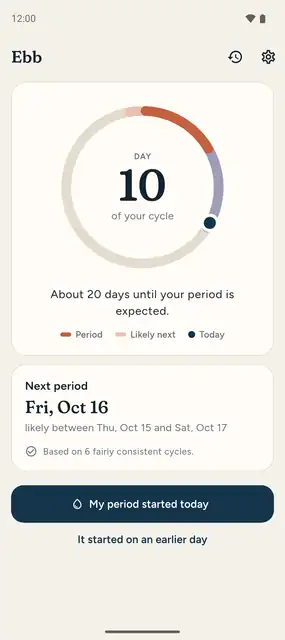 12:00
Ebb
DAY
10
of your cycle
About 20 days until your period is
expected.
Period
Likely next
Today
Next period
Fri, Oct 16
likely between Thu, Oct 15 and Sat, Oct 17
Based on 6 fairly consistent cycles.
My period started today
It started on an earlier day